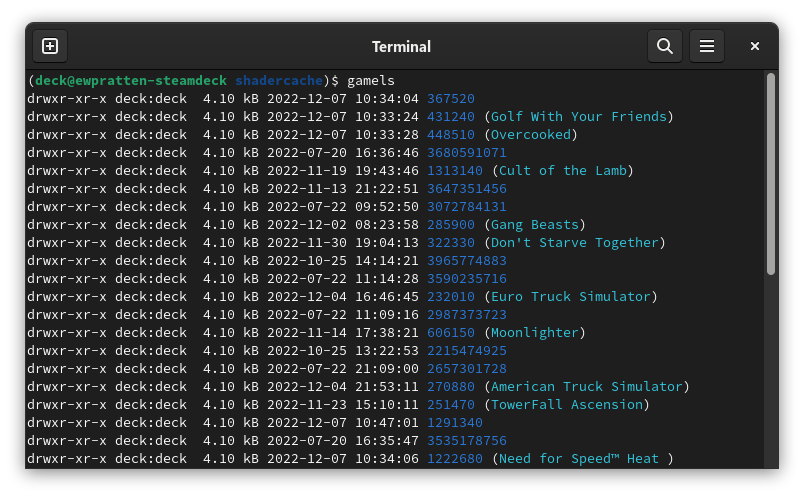 Terminal
(deck@ewpratten-steamdeck shadercache)$ gamels
drwxr-xr-x deck:deck  4.10 kB 2022-12-07 10:34:04 367520
drwxr-xr-x deck:deck  4.10 kB 2022-12-07 10:33:24 431240 (Golf With Your Friends)
drwxr-xr-x deck:deck  4.10 kB 2022-12-07 10:33:28 448510 (Overcooked)
drwxr-xr-x deck:deck  4.10 kB 2022-07-20 16:36:46 3680591071
drwxr-xr-x deck:deck  4.10 kB 2022-11-19 19:43:46 1313140 (Cult of the Lamb)
drwxr-xr-x deck:deck  4.10 kB 2022-11-13 21:22:51 3647351456
drwxr-xr-x deck:deck  4.10 kB 2022-07-22 09:52:50 3072784131
drwxr-xr-x deck:deck  4.10 kB 2022-12-02 08:23:58 285900 (Gang Beasts)
drwxr-xr-x deck:deck  4.10 kB 2022-11-30 19:04:13 322330 (Don't Starve Together)
drwxr-xr-x deck:deck  4.10 kB 2022-10-25 14:14:21 3965774883
drwxr-xr-x deck:deck  4.10 kB 2022-07-22 11:14:28 3590235716
drwxr-xr-x deck:deck  4.10 kB 2022-12-04 16:46:45 232010 (Euro Truck Simulator)
drwxr-xr-x deck:deck  4.10 kB 2022-07-22 11:09:16 2987373723
drwxr-xr-x deck:deck  4.10 kB 2022-11-14 17:38:21 606150 (Moonlighter)
drwxr-xr-x deck:deck  4.10 kB 2022-10-25 13:22:53 2215474925
drwxr-xr-x deck:deck  4.10 kB 2022-07-22 21:09:00 2657301728
drwxr-xr-x deck:deck  4.10 kB 2022-12-04 21:53:11 270880 (American Truck Simulator)
drwxr-xr-x deck:deck  4.10 kB 2022-11-23 15:10:11 251470 (TowerFall Ascension)
drwxr-xr-x deck:deck  4.10 kB 2022-12-07 10:47:01 1291340
drwxr-xr-x deck:deck  4.10 kB 2022-07-20 16:35:47 3535178756
drwxr-xr-x deck:deck  4.10 kB 2022-12-07 10:34:06 1222680 (Need for Speed™ Heat )